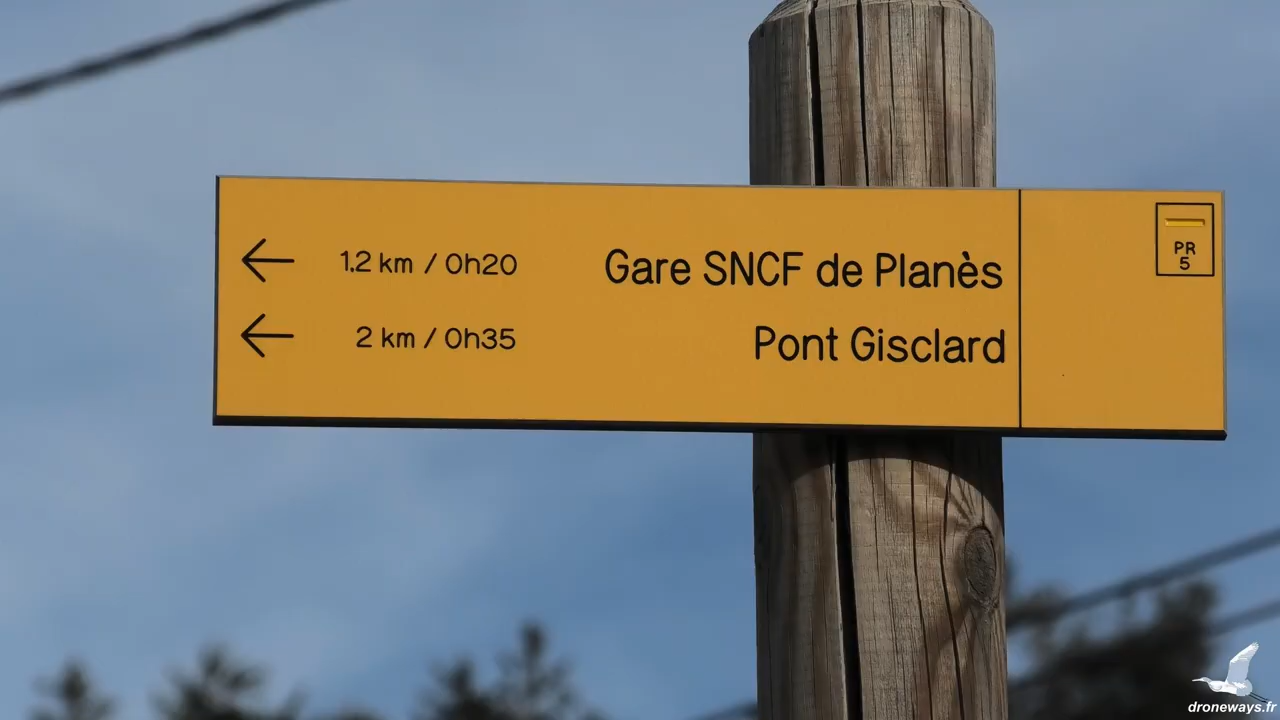 1.2 km / 0h20 Gare SNCF de Planès
2 km / 0h35 Pont Gisclard
PR
5
droneways.fr